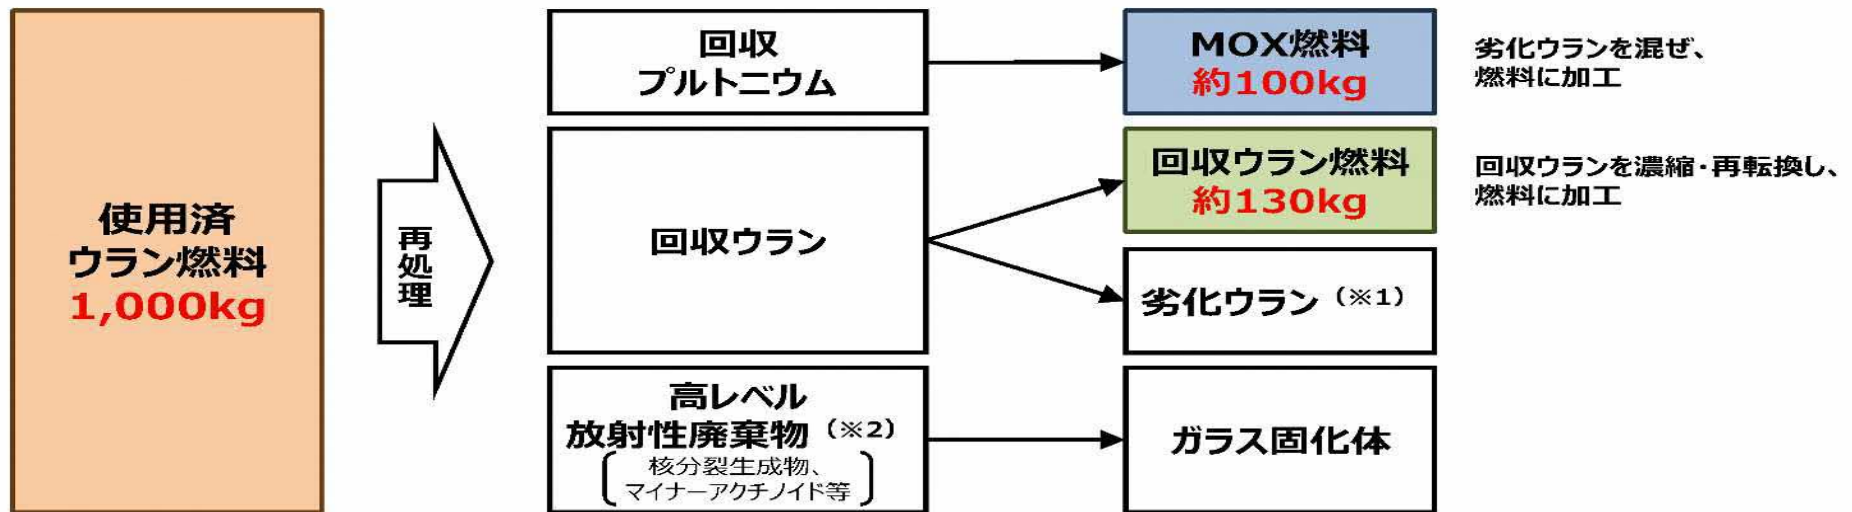 使用済
ウラン燃料
1,000kg
再処理
回収
プルトニウム
MOX燃料
約100kg
劣化ウランを混ぜ、
燃料に加工
回収ウラン
回収ウラン燃料
約130kg
回収ウランを濃縮・再転換し、
燃料に加工
劣化ウラン（※1）
高レベル
放射性廃棄物（※2）
核分裂生成物、
マイナーアクチノイド等
ガラス固化体